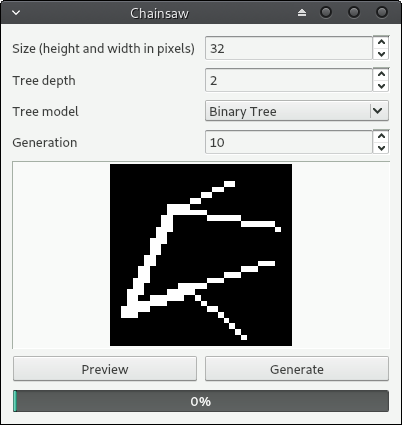 Chainsaw
Size (height and width in pixels) 32
Tree depth 2
Tree model Binary Tree
Generation 10
Preview Generate
0%